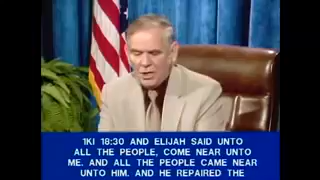 1KI 18:30 AND ELIJAH SAID UNTO
ALL THE PEOPLE, COME NEAR UNTO
ME. AND ALL THE PEOPLE CAME NEAR
UNTO HIM. AND HE REPAIRED THE